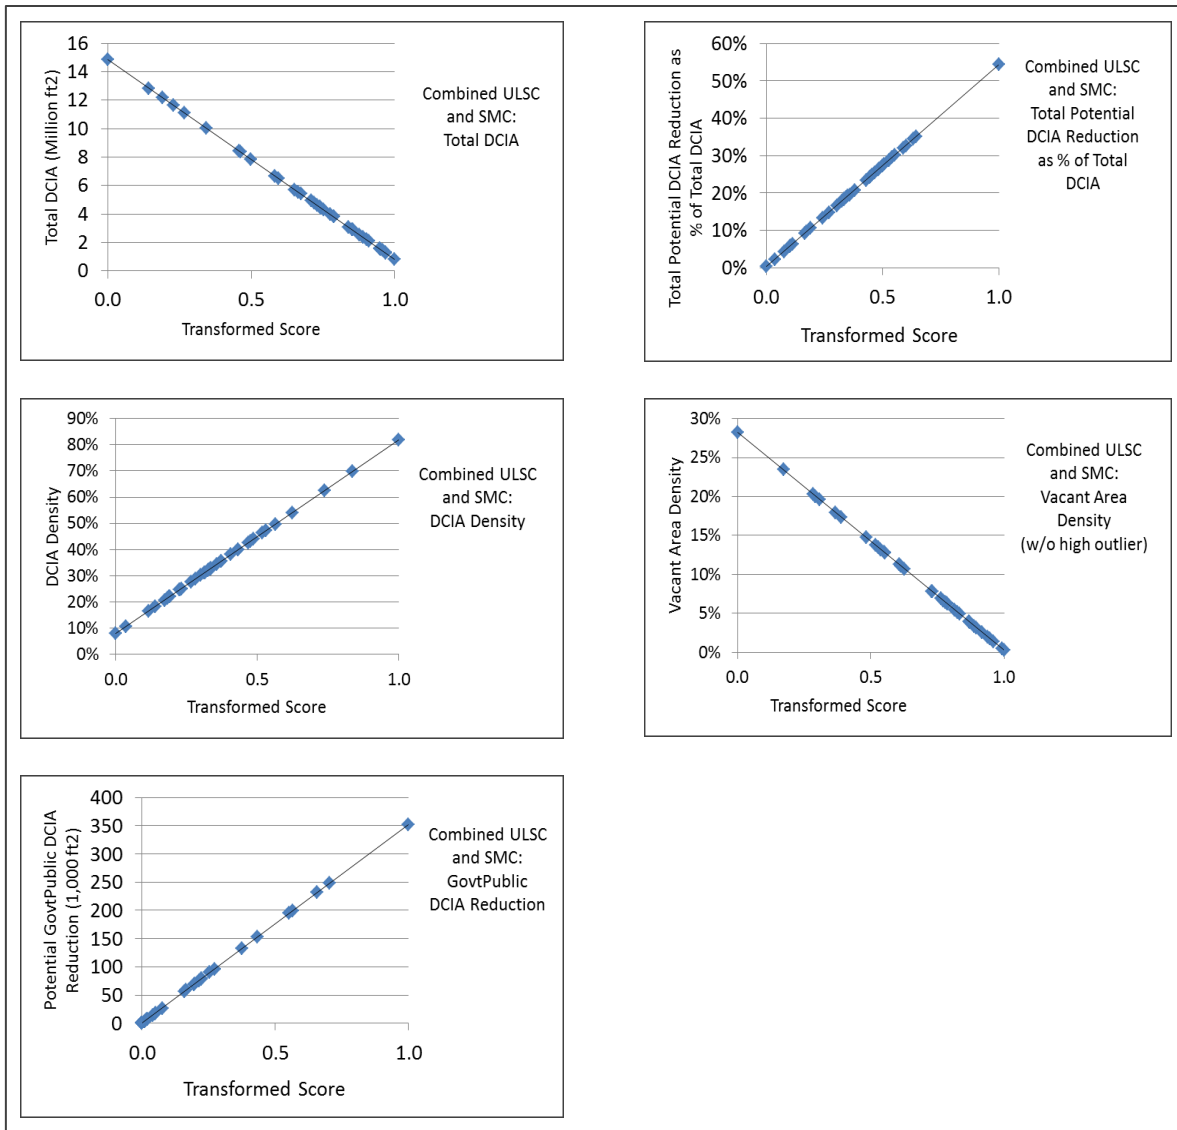 Total DCIA (Million ft2)
16
14
12
10
8
6
4
2
0
0.0 0.5 1.0
Transformed Score
Combined ULSC
and SMC:
Total DCIA
Total Potential DCIA Reduction as
% of Total DCIA
60%
50%
40%
30%
20%
10%
0%
0.0 0.5 1.0
Transformed Score
Combined ULSC
and SMC:
Total Potential
DCIA Reduction
as % of Total
DCIA
DCIA Density
90%
80%
70%
60%
50%
40%
30%
20%
10%
0%
0.0 0.5 1.0
Transformed Score
Combined ULSC
and SMC:
DCIA Density
Vacant Area Density
30%
25%
20%
15%
10%
5%
0%
0.0 0.5 1.0
Transformed Score
Combined ULSC
and SMC:
Vacant Area
Density
(w/o high outlier)
Potential GovtPublic DCIA
Reduction (1,000 ft2)
400
350
300
250
200
150
100
50
0
0.0 0.5 1.0
Transformed Score
Combined ULSC
and SMC:
GovtPublic
DCIA Reduction